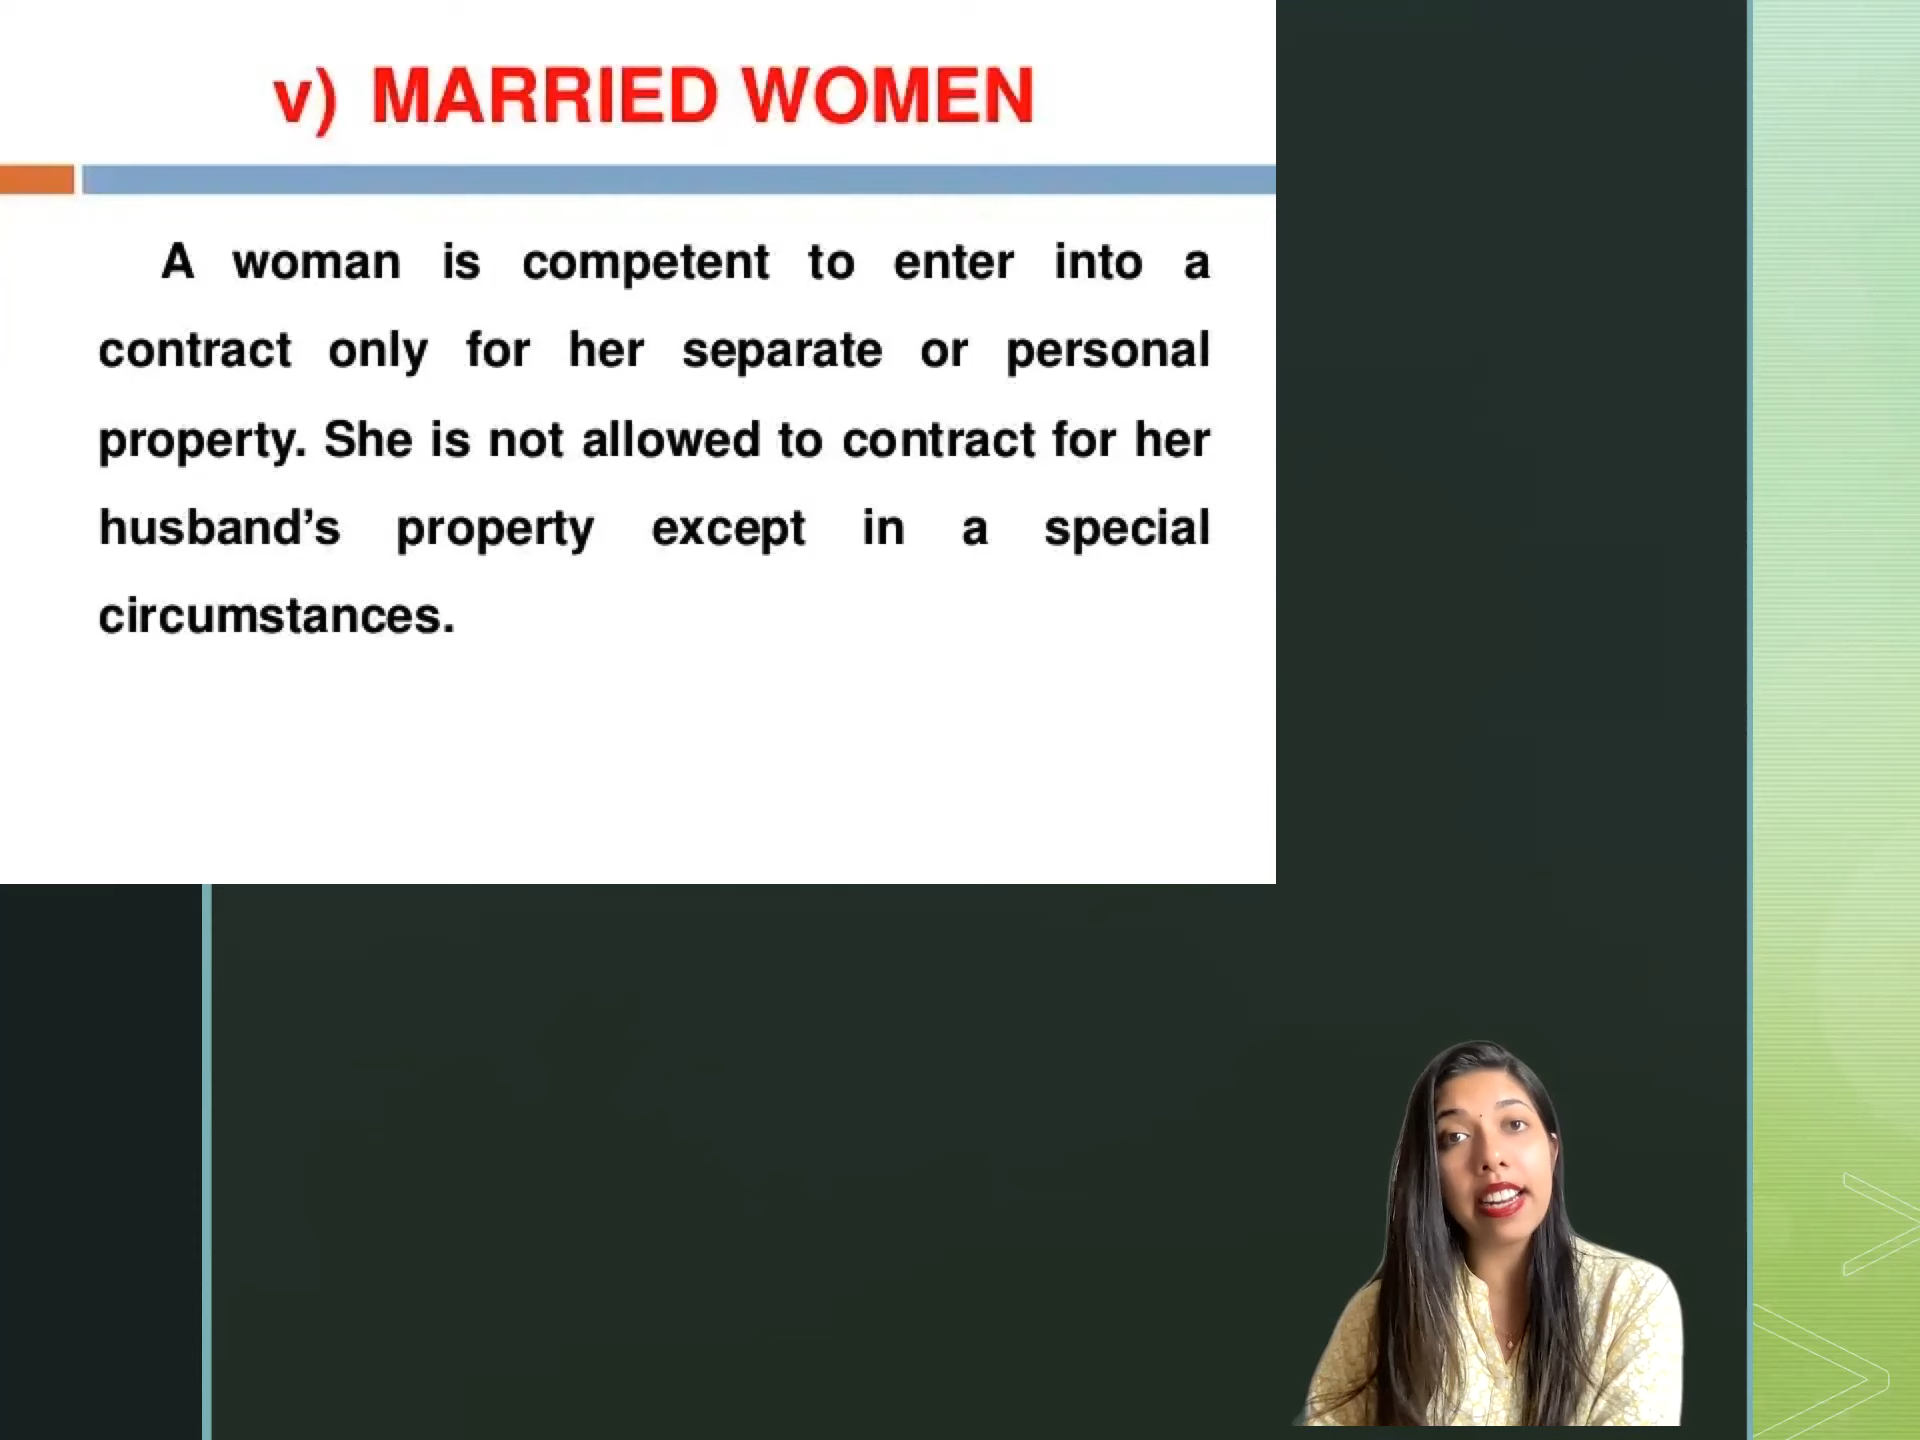 v) MARRIED WOMEN
A woman is competent to enter into a
contract only for her separate or personal
property. She is not allowed to contract for her
husband’s property except in a special
circumstances.